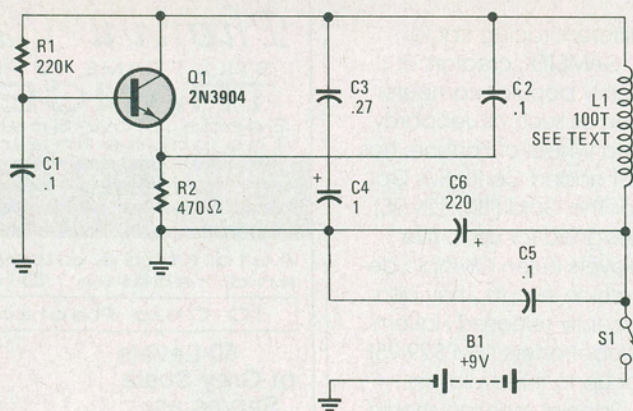 R1
220K
Q1
2N3904
C1
.1
R2
470Ω
C3
.27
C2
.1
+
C4
1
C6
220
+
C5
.1
L1
100T
SEE TEXT
S1
B1
+9V